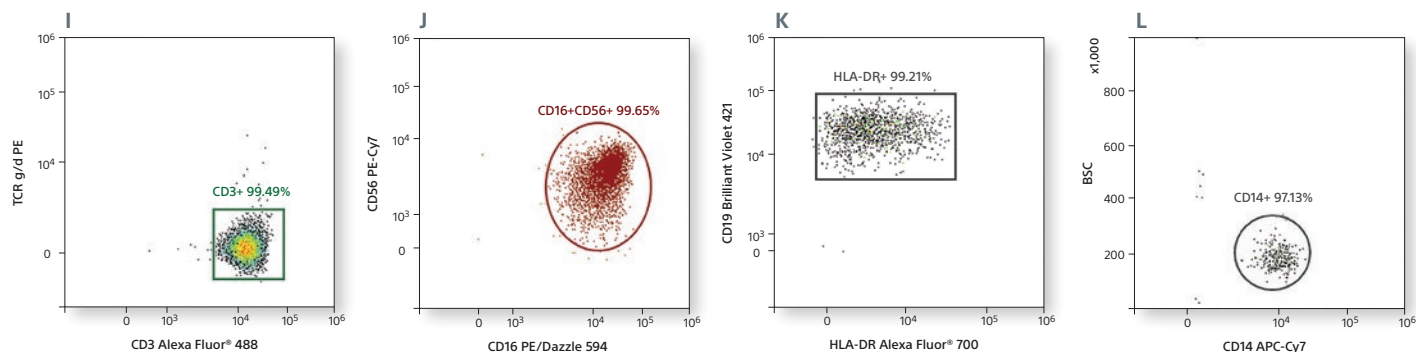 I
TCR g/d PE
10⁶
10⁵
10⁴
0
CD3+ 99.49%
0
10³
10⁴
10⁵
10⁶
CD3 Alexa Fluor® 488
J
CD56 PE-Cy7
10⁶
10⁵
10⁴
10³
0
CD16+CD56+ 99.65%
0
10³
10⁴
10⁵
10⁶
CD16 PE/Dazzle 594
K
CD19 Brilliant Violet 421
10⁶
10⁵
10⁴
10³
0
HLA-DR+ 99.21%
0
10³
10⁴
10⁵
10⁶
HLA-DR Alexa Fluor® 700
L
BSC
x1,000
800
600
400
200
CD14+ 97.13%
0
10⁴
10⁵
10⁶
CD14 APC-Cy7